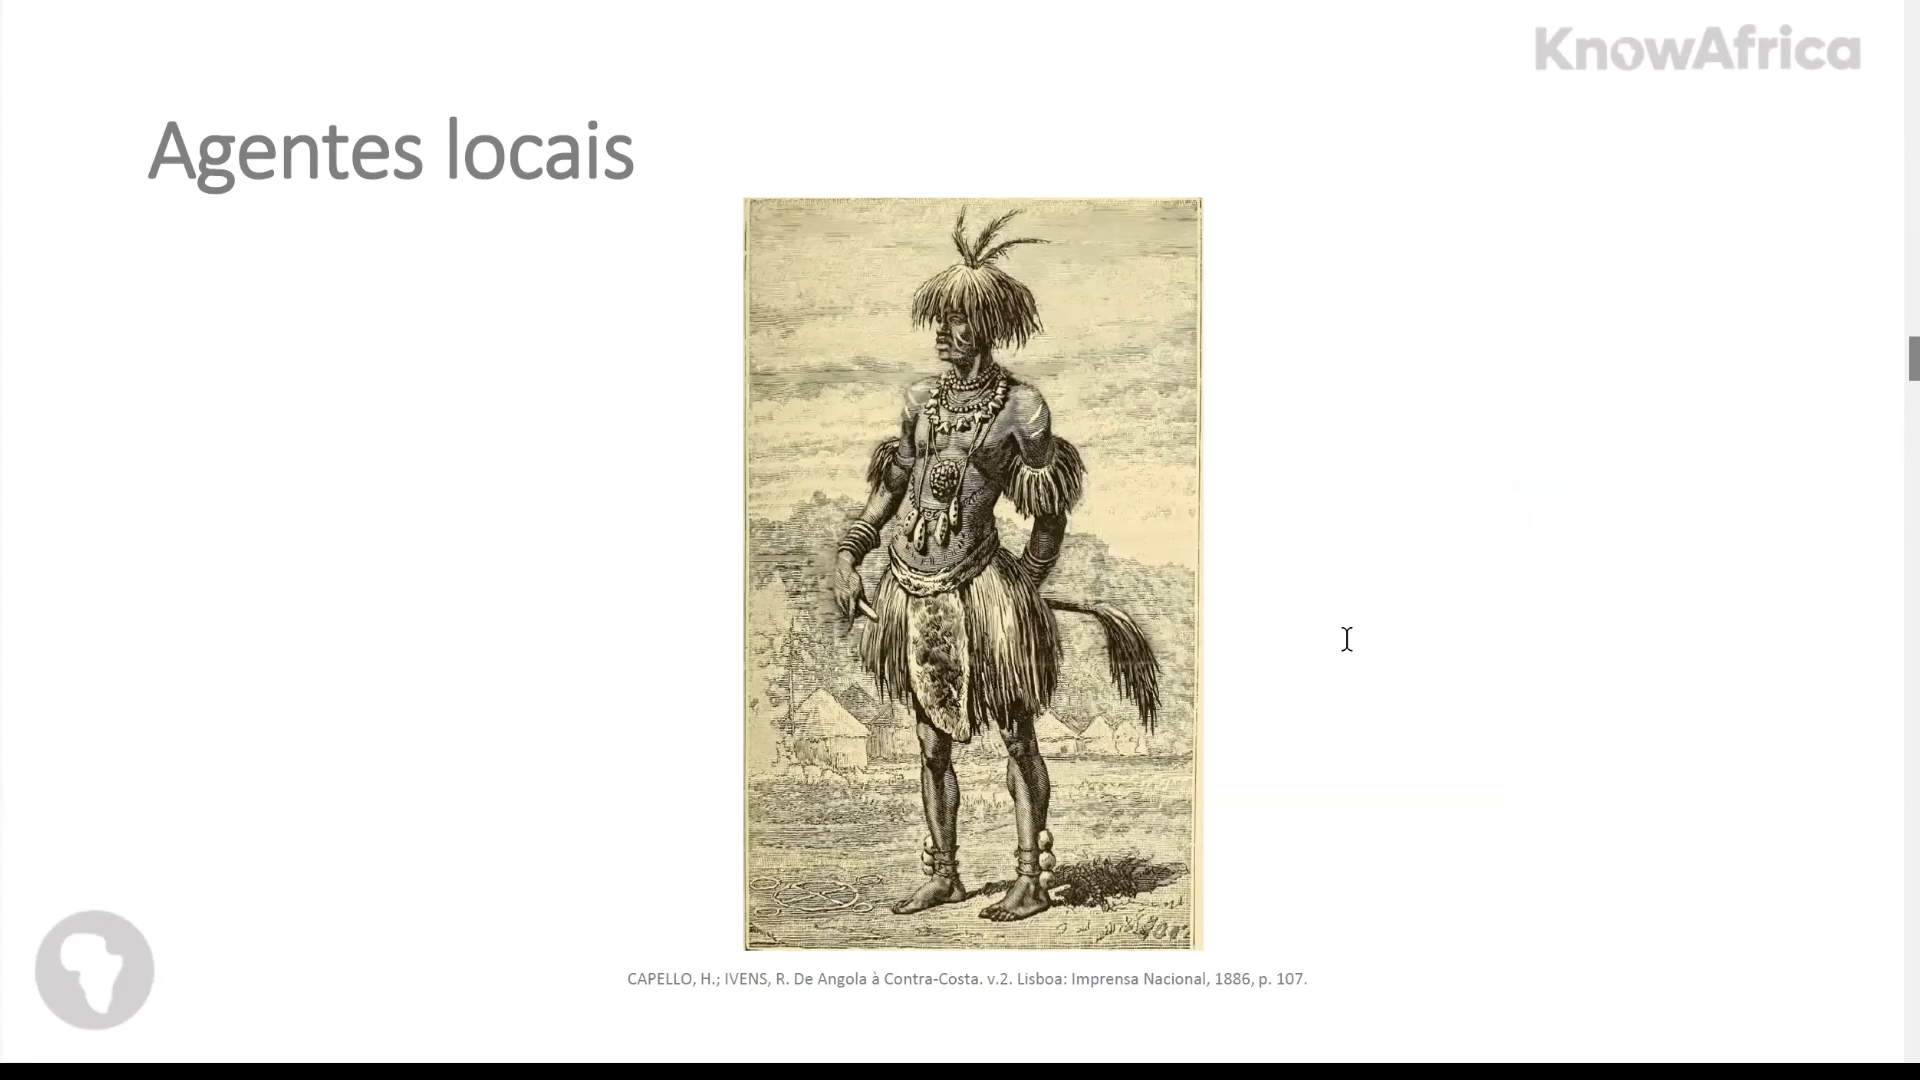 KnowAfrica
Agentes locais
CAPELLO, H.; IVENS, R. De Angola à Contra-Costa. v.2. Lisboa: Imprensa Nacional, 1886, p. 107.